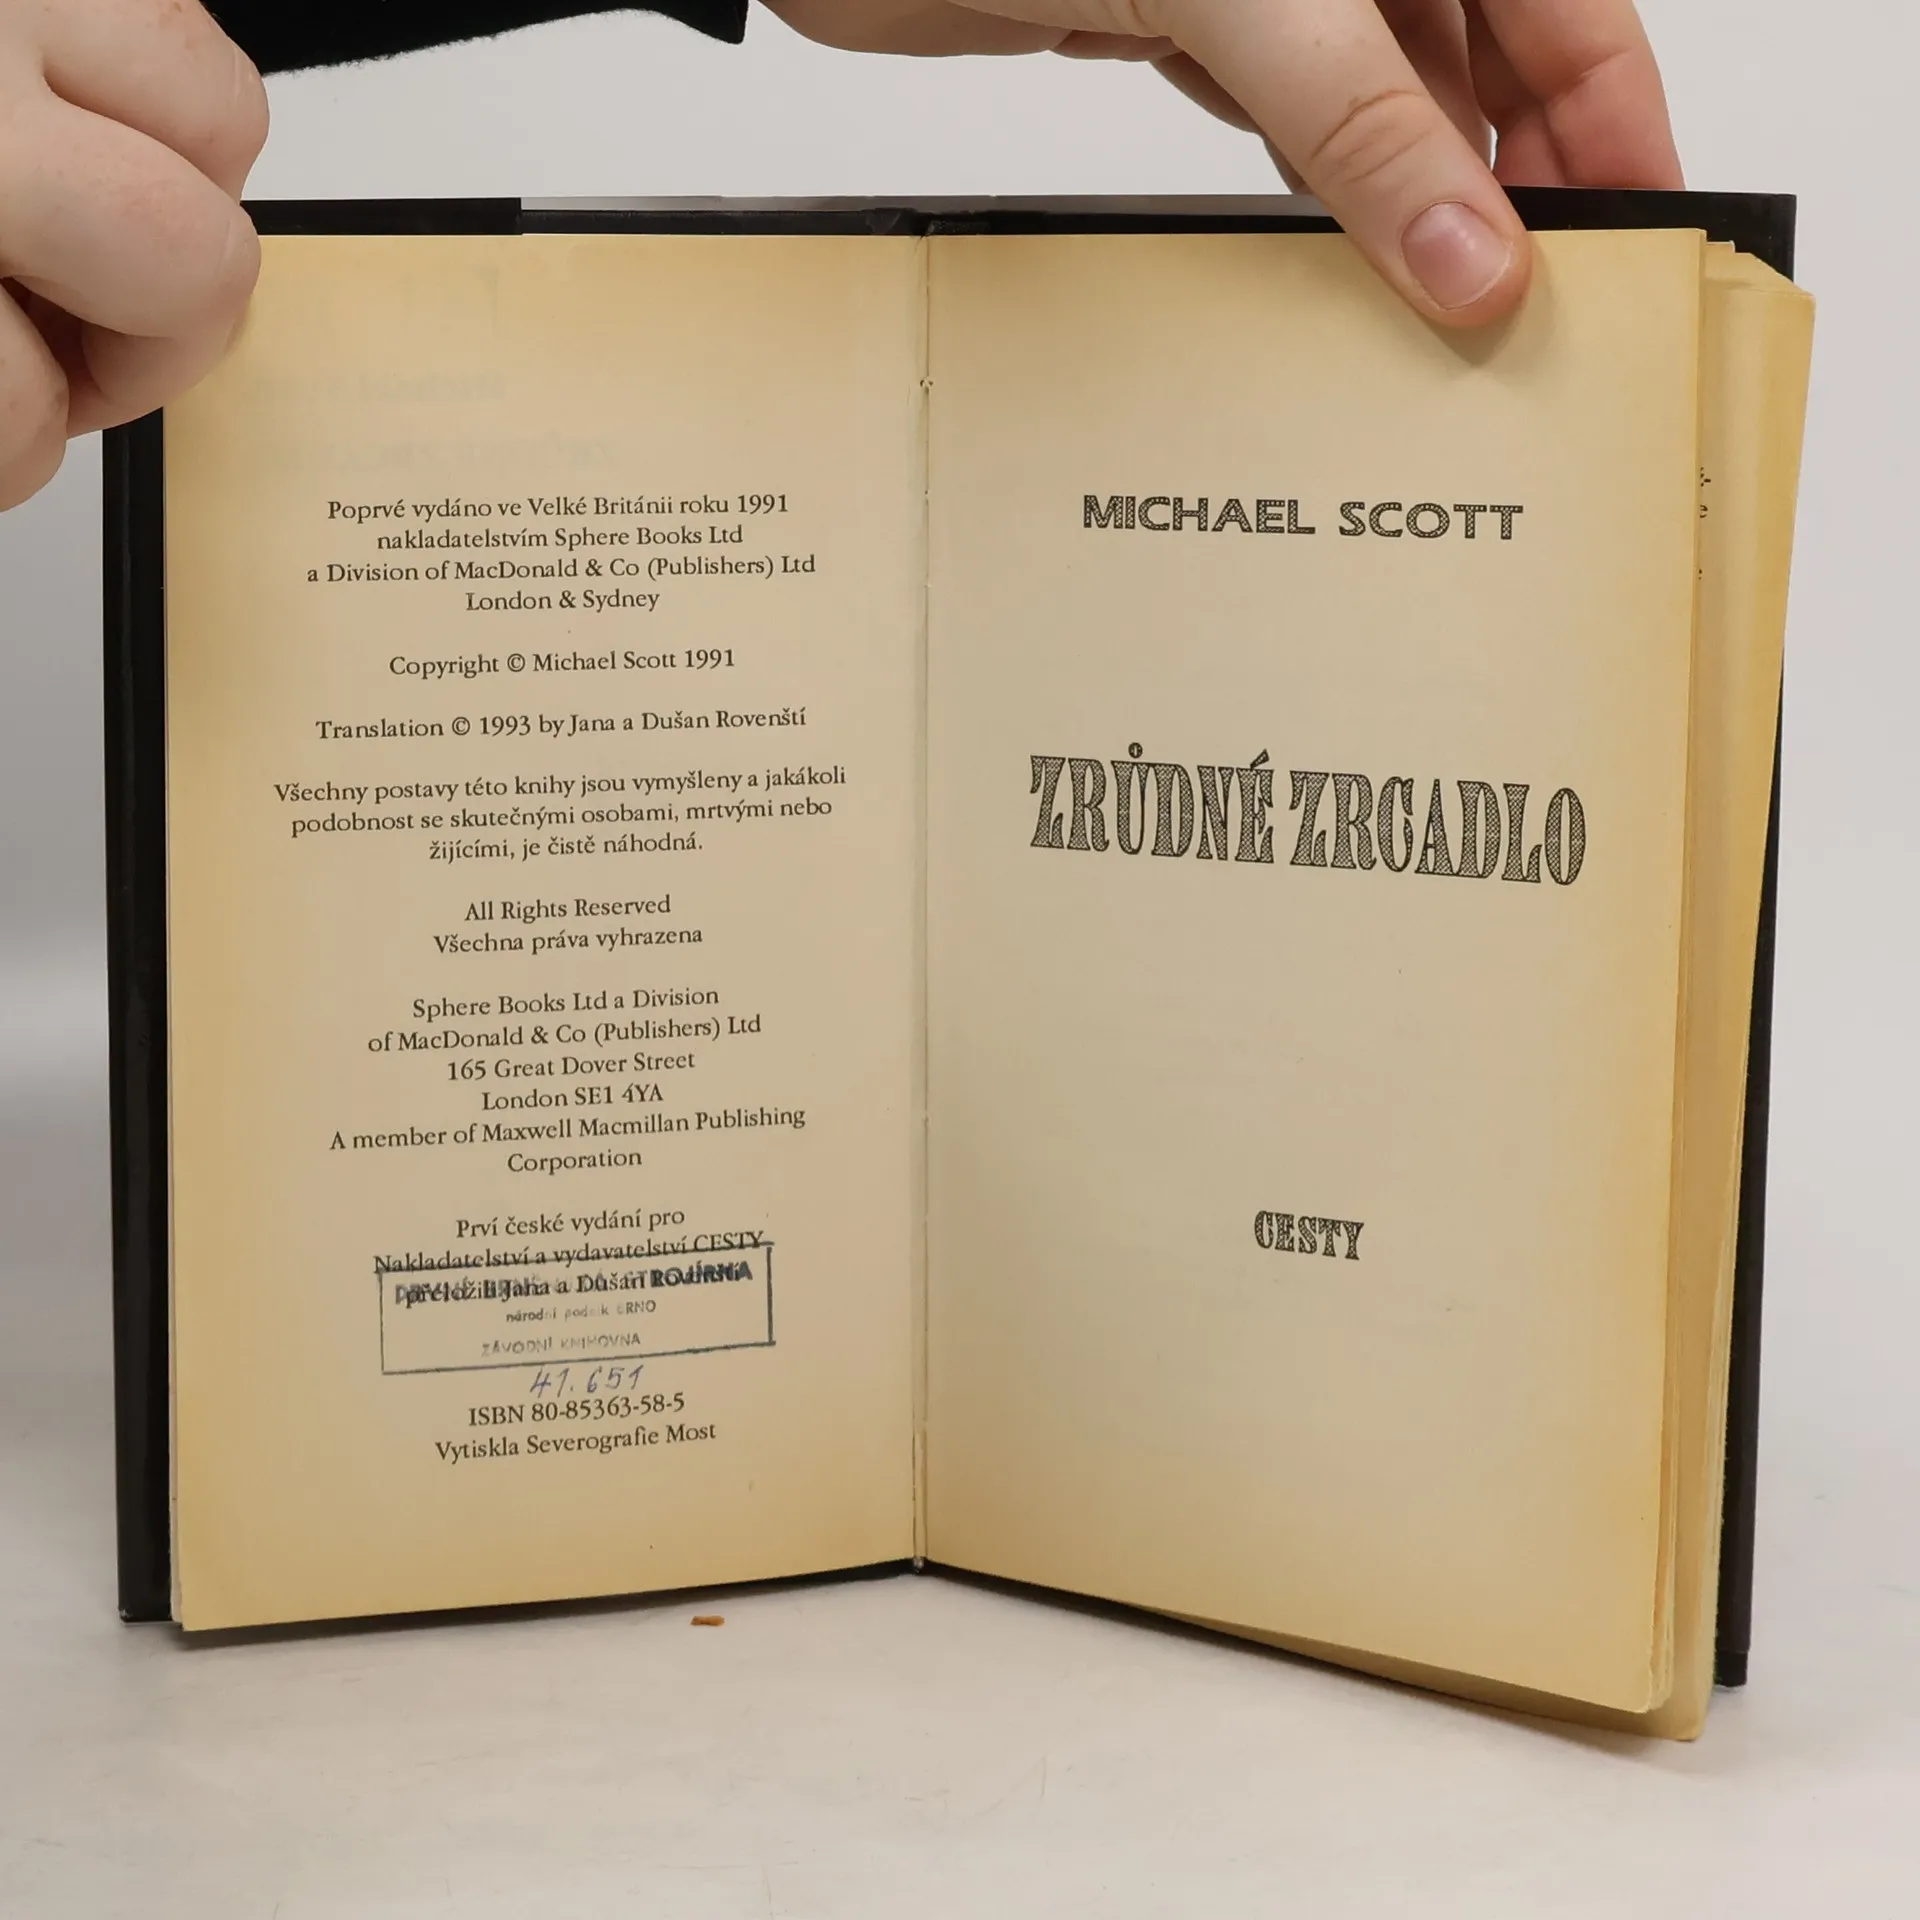 Poprvé vydáno ve Velké Británii roku 1991
nakladatelstvím Sphere Books Ltd
a Division of MacDonald & Co (Publishers) Ltd
London & Sydney
Copyright © Michael Scott 1991
Translation © 1993 by Jana a Dušan Rovenští
Všechny postavy této knihy jsou vymyšleny a jakákoli
podobnost se skutečnými osobami, mrtvými nebo
žijícími, je čistě náhodná.
All Rights Reserved
Všechna práva vyhrazena
Sphere Books Ltd a Division
of MacDonald & Co (Publishers) Ltd
165 Great Dover Street
London SE1 4YA
A member of Maxwell Macmillan Publishing
Corporation
První české vydání pro
Nakladatelství a vydavatelství CESTY
přeložili Jana a Dušan Rovenští
národní podnik BRNO
ZÁVODNÍ KNIHOVNA
41.651
ISBN 80-85363-58-5
Vytiskla Severografie Most
MICHAEL SCOTT
ZRŮDNÉ ZRCADLO
CESTY